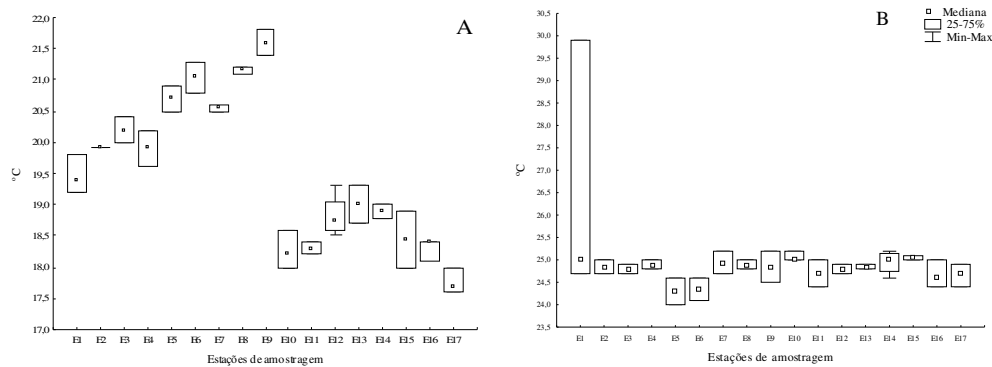 A
22,0
21,5
21,0
20,5
20,0
19,5
19,0
18,5
18,0
17,5
17,0
°C
E1 E2 E3 E4 E5 E6 E7 E8 E9 E10 E11 E12 E13 E14 E15 E16 E17
Estações de amostragem
B
Mediana
25-75%
Min-Max
30,5
30,0
29,5
29,0
28,5
28,0
27,5
27,0
26,5
26,0
25,5
25,0
24,5
24,0
23,5
°C
E1 E2 E3 E4 E5 E6 E7 E8 E9 E10 E11 E12 E13 E14 E15 E16 E17
Estações de amostragem